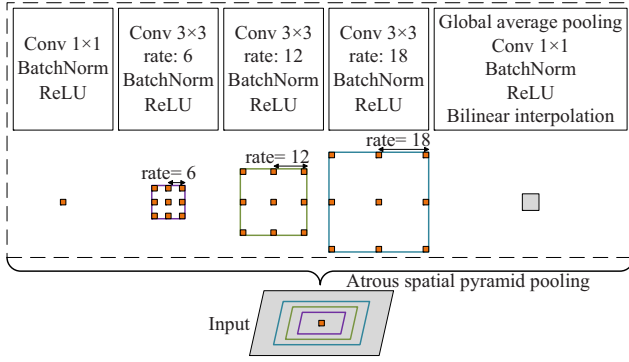 Conv 1×1
BatchNorm
ReLU
Conv 3×3
rate: 6
BatchNorm
ReLU
Conv 3×3
rate: 12
BatchNorm
ReLU
Conv 3×3
rate: 18
BatchNorm
ReLU
Global average pooling
Conv 1×1
BatchNorm
ReLU
Bilinear interpolation
rate= 6
rate= 12
rate= 18
Atrous spatial pyramid pooling
Input